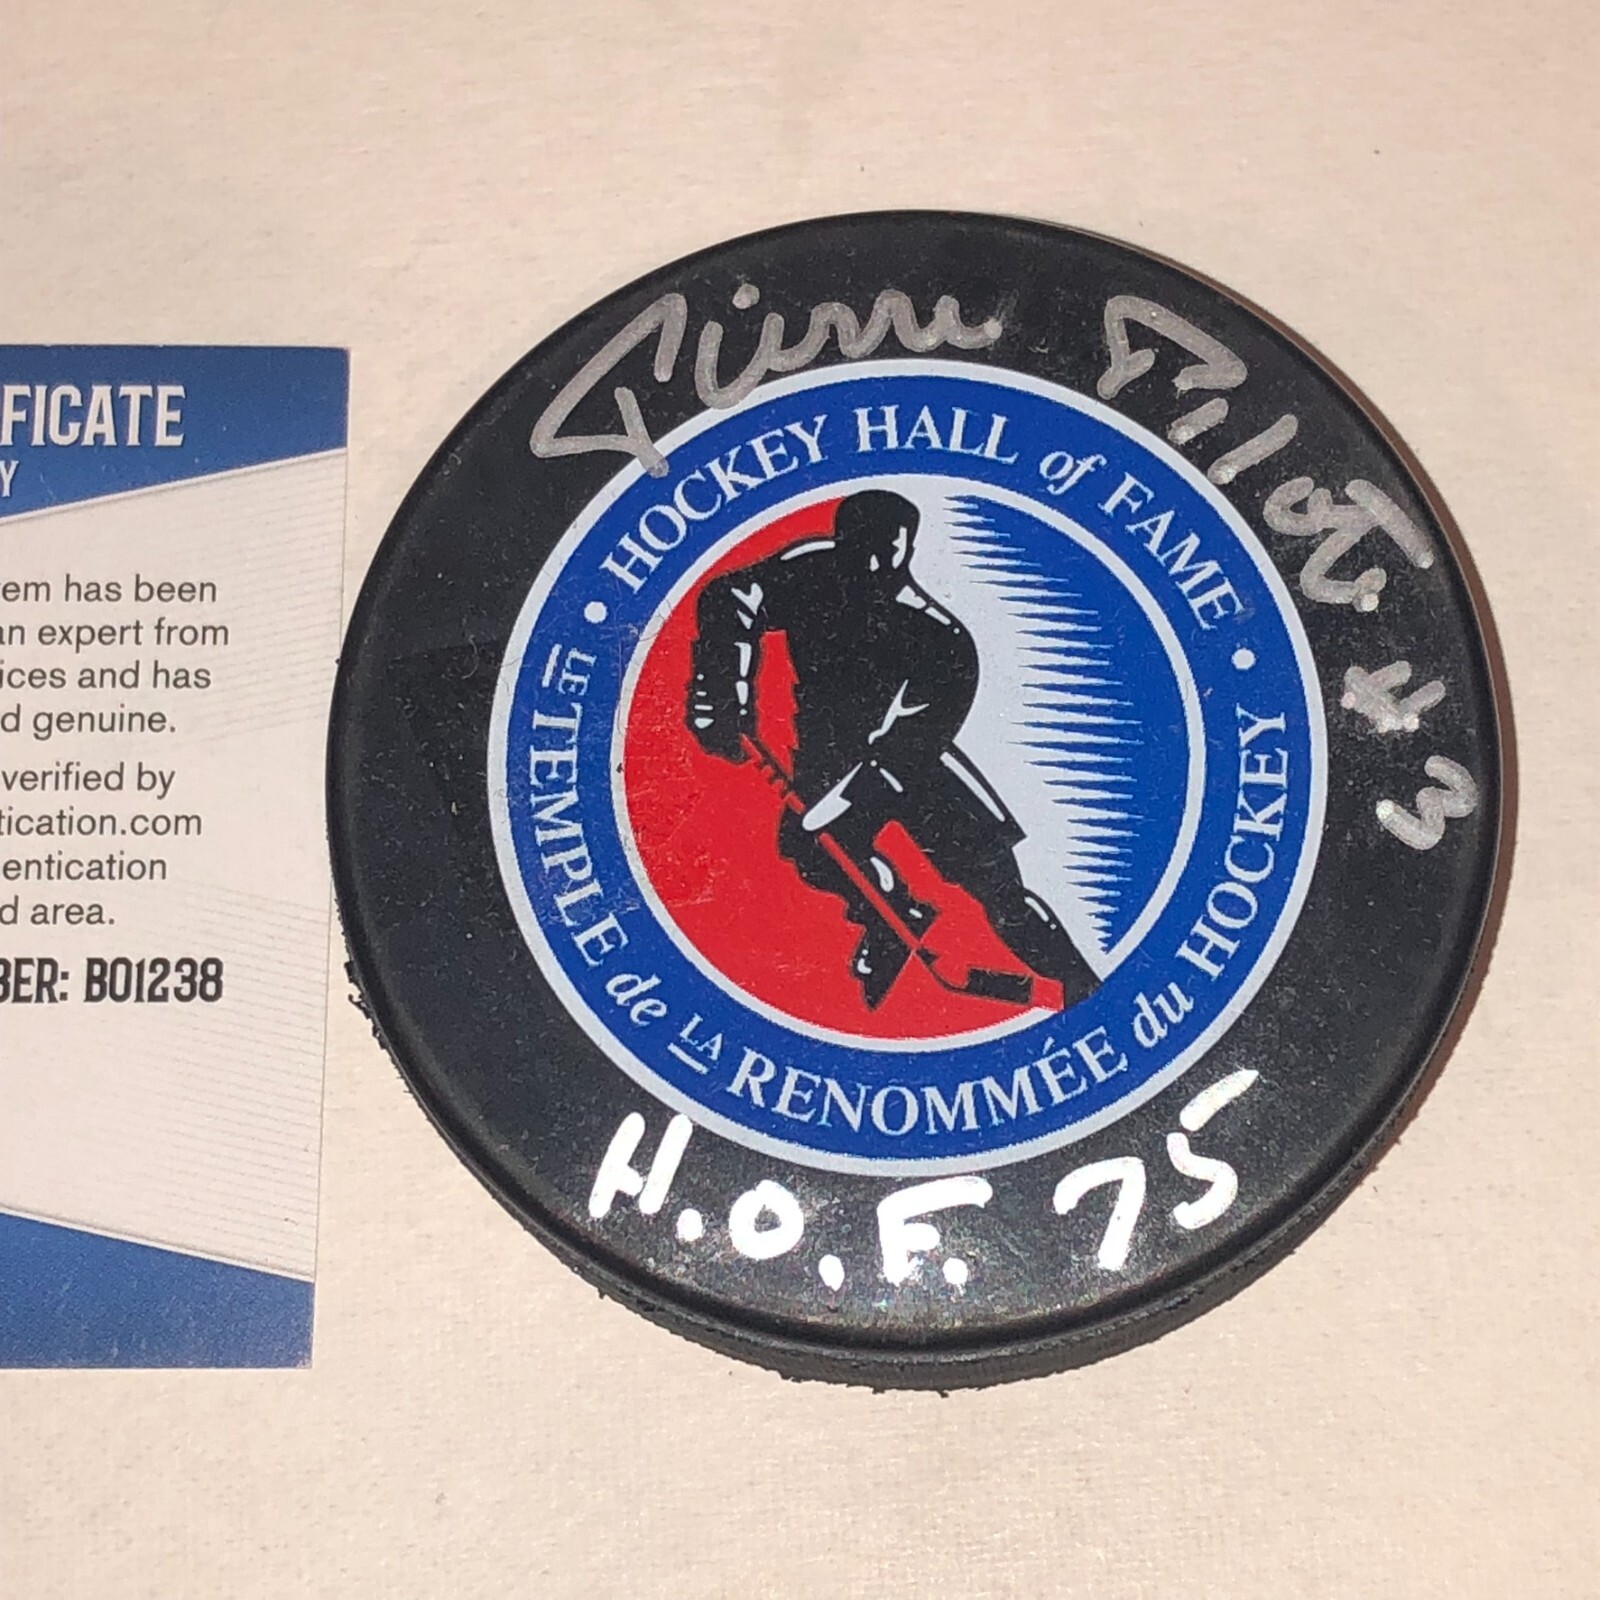 FICATE
Y
em has been
an expert from
ices and has
d genuine.
verified by
tication.com
entication
d area.
BER: B01238
Pierre Pilote #3
HOCKEY HALL of FAME
LE TEMPLE de LA RENOMMÉE du HOCKEY
H.O.F. 75